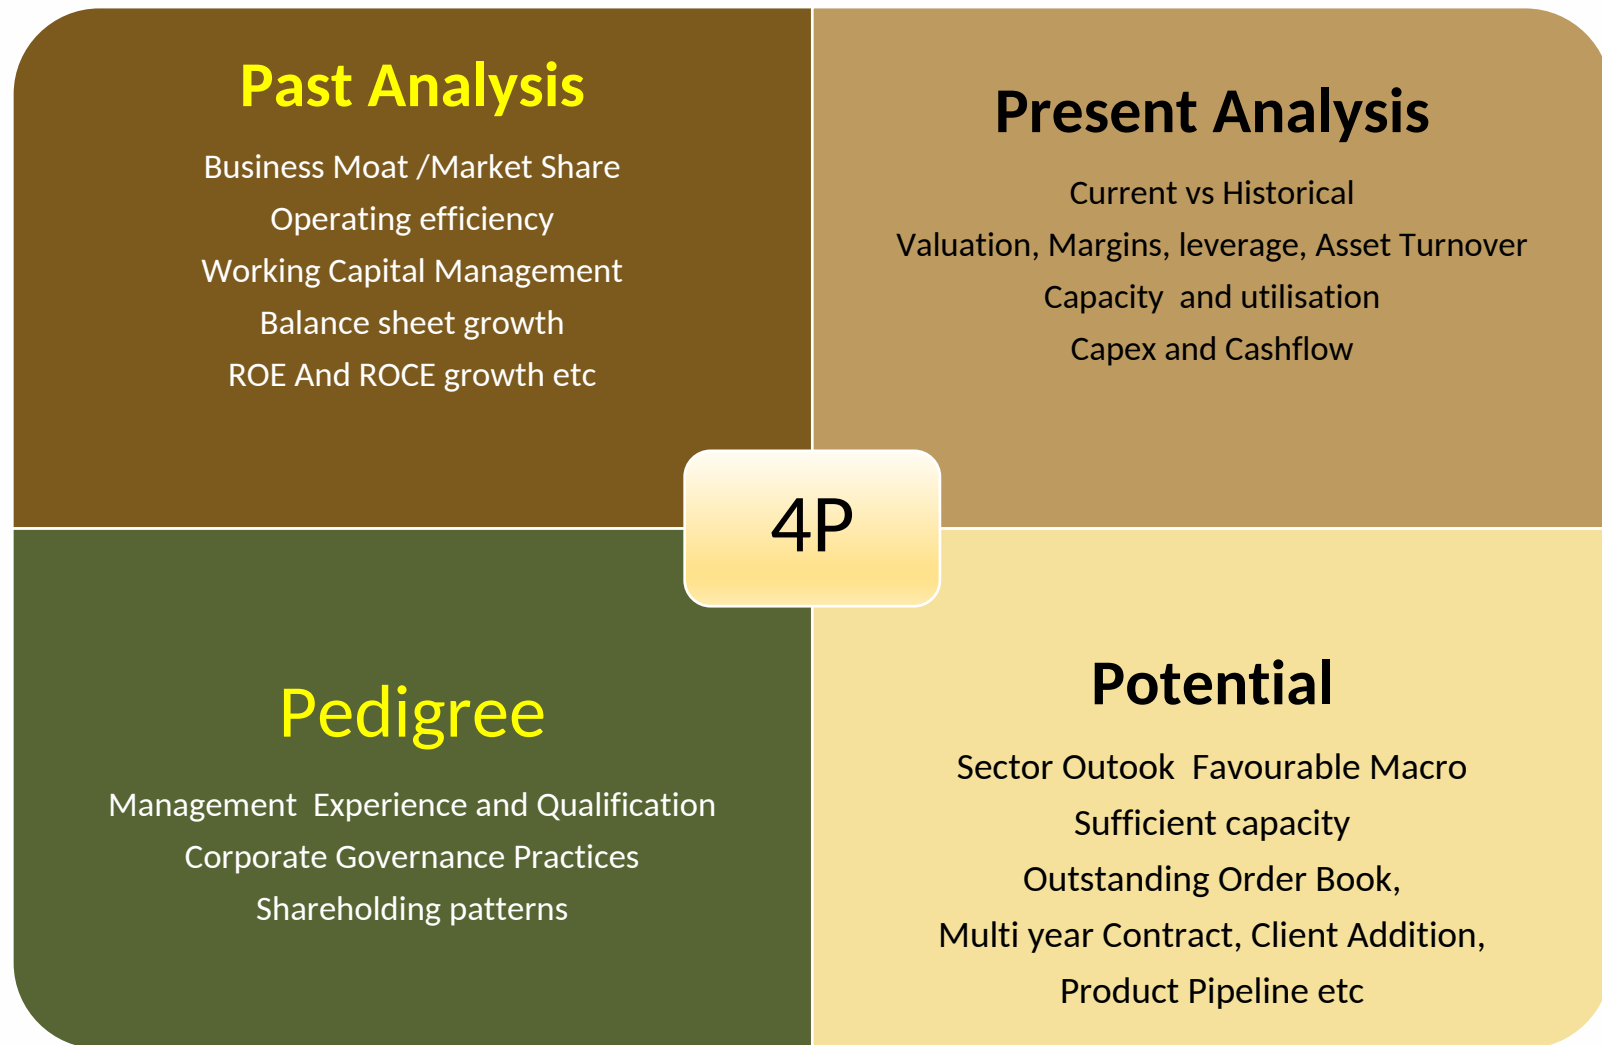 Past Analysis
Business Moat /Market Share
Operating efficiency
Working Capital Management
Balance sheet growth
ROE And ROCE growth etc
Present Analysis
Current vs Historical
Valuation, Margins, leverage, Asset Turnover
Capacity  and utilisation
Capex and Cashflow
4P
Pedigree
Management  Experience and Qualification
Corporate Governance Practices
Shareholding patterns
Potential
Sector Outook  Favourable Macro
Sufficient capacity
Outstanding Order Book,
Multi year Contract, Client Addition,
Product Pipeline etc